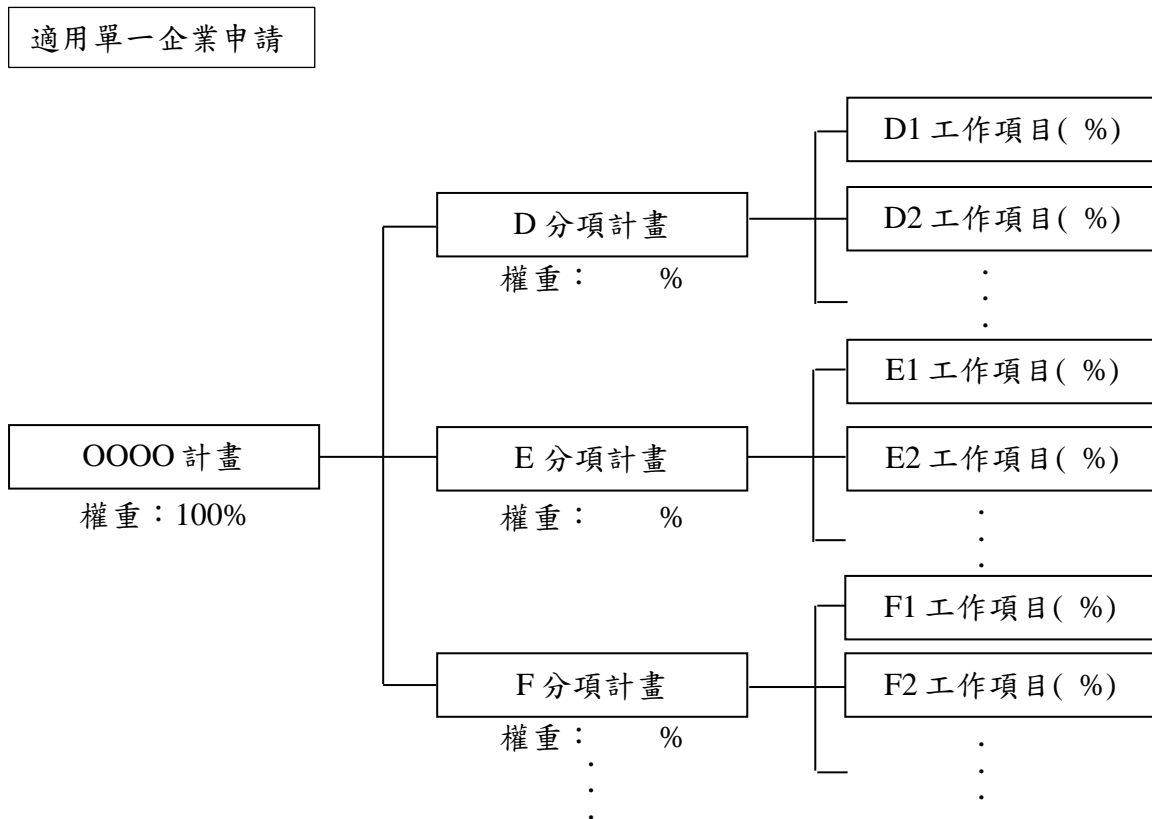 適用單一企業申請
OOOO 計畫
權重：100%
D 分項計畫
權重： %
D1 工作項目( %)
D2 工作項目( %)
E 分項計畫
權重： %
E1 工作項目( %)
E2 工作項目( %)
F 分項計畫
權重： %
F1 工作項目( %)
F2 工作項目( %)